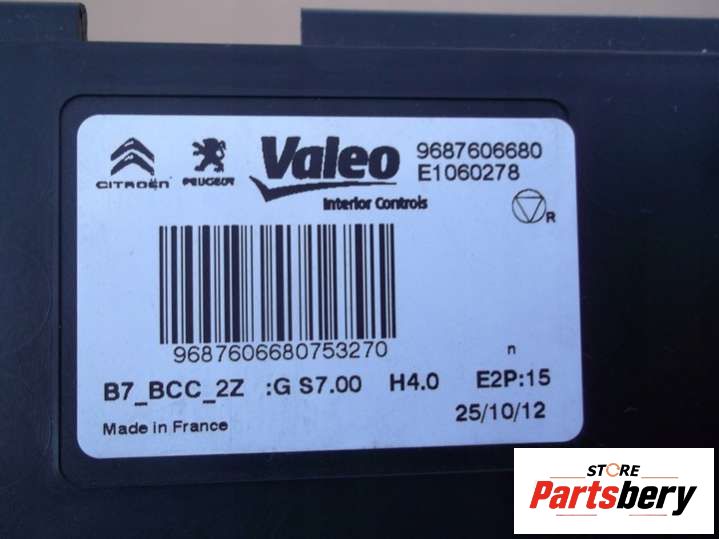 CITROËN PEUGEOT Valeo 9687606680
E1060278
Interior Controls
R
9687606680753270
n
B7_BCC_2Z :G S7.00 H4.0 E2P:15
25/10/12
Made in France
STORE
Partsbery